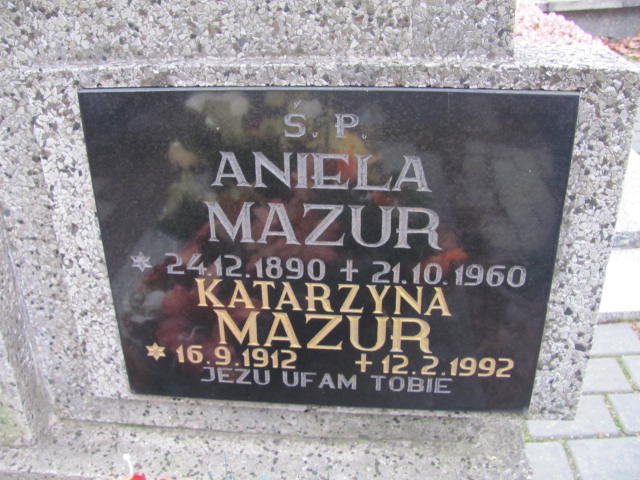 Ś. P.
ANIELA
MAZUR
* 24.12.1890 + 21.10.1960
KATARZYNA
MAZUR
* 16.9.1912 + 12.2.1992
JEZU UFAM TOBIE